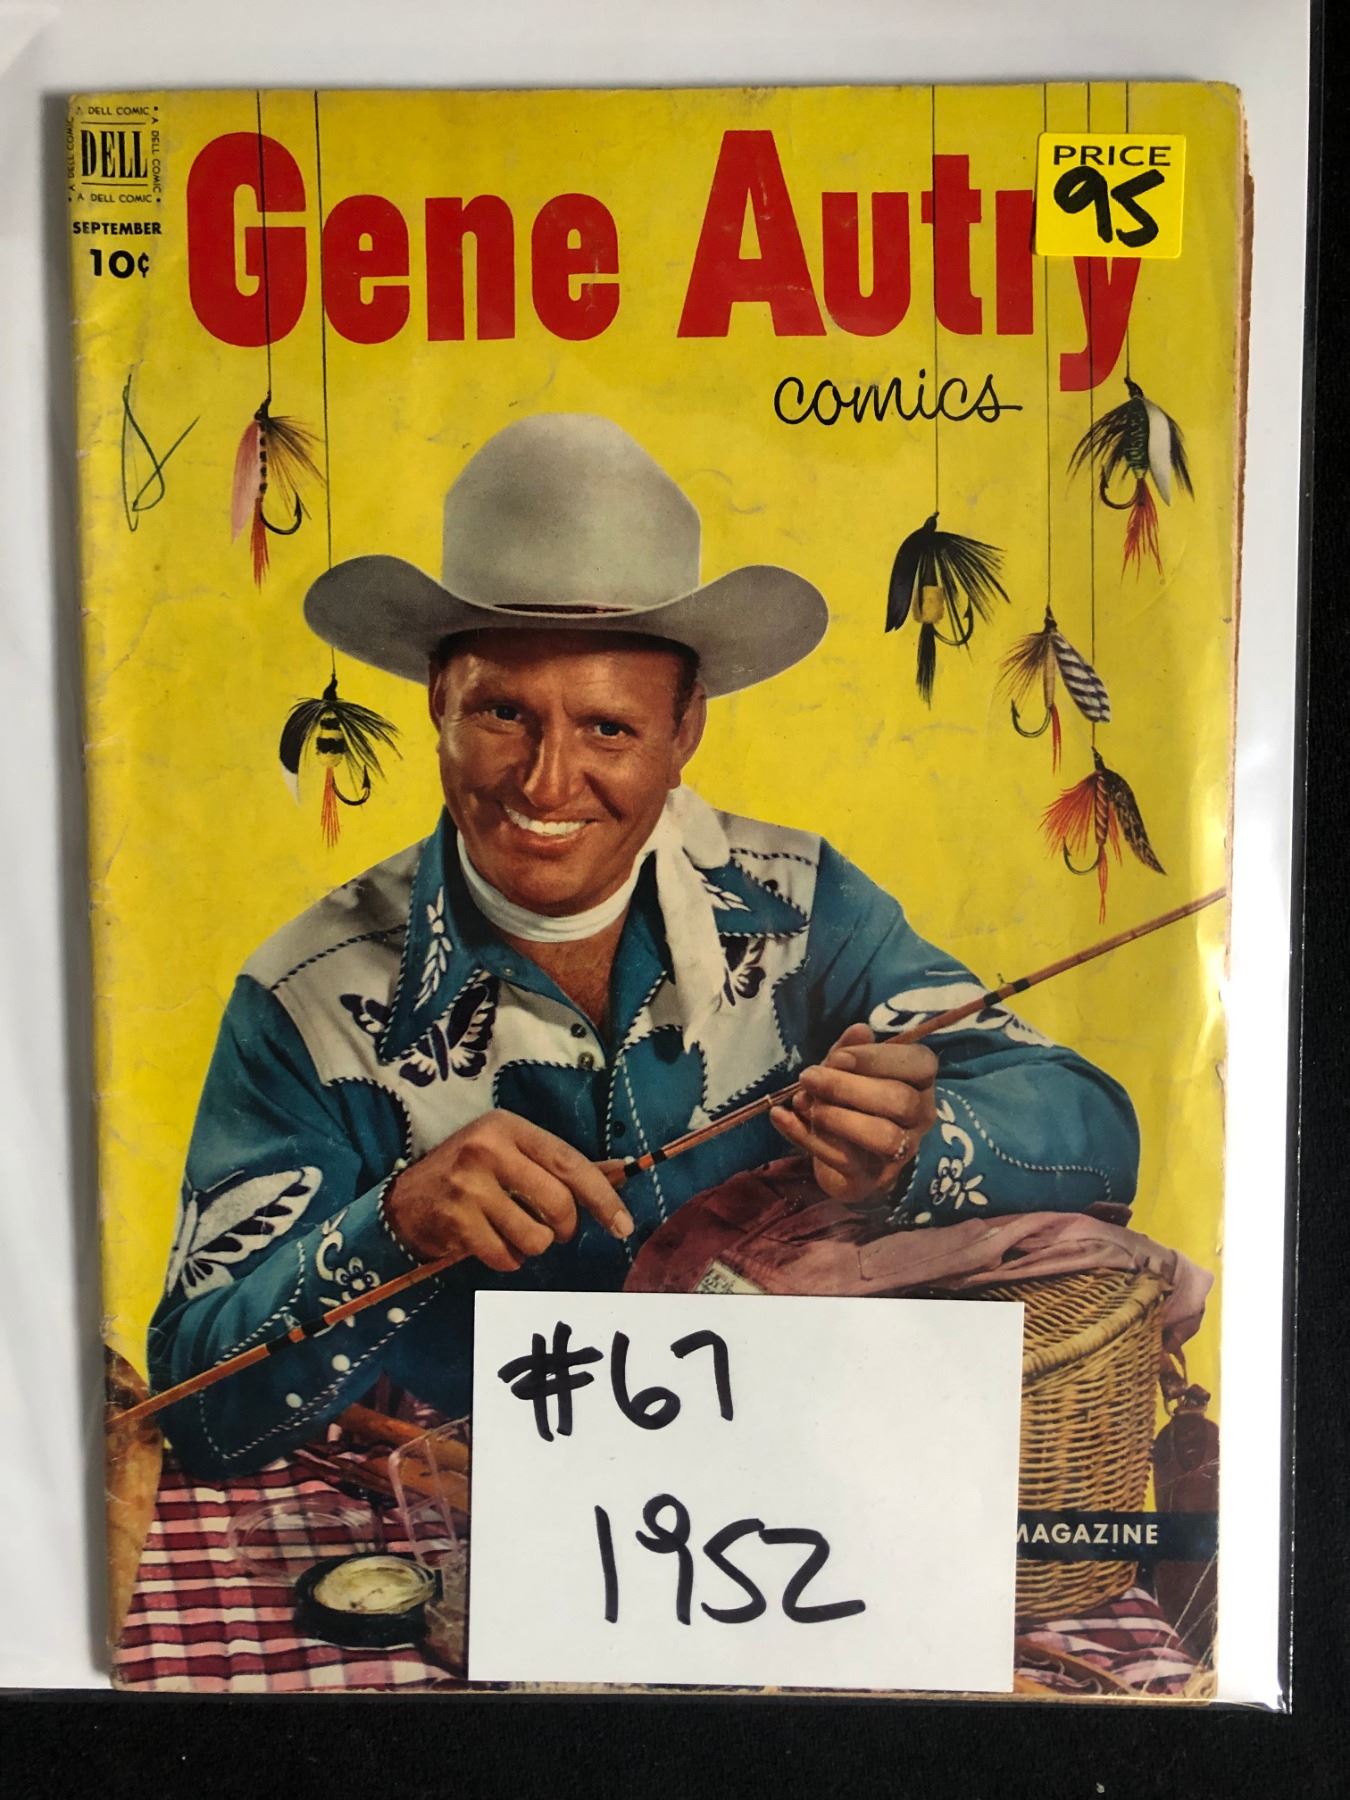 A DELL COMIC
A DELL COMIC
DELL
A DELL COMIC
A DELL COMIC
SEPTEMBER
10¢
Gene Autry
PRICE
95
comics
#67
1952
MAGAZINE